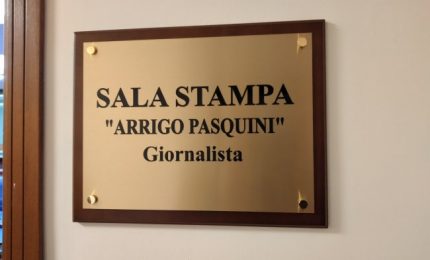 SALA STAMPA
"ARRIGO PASQUINI"
Giornalista